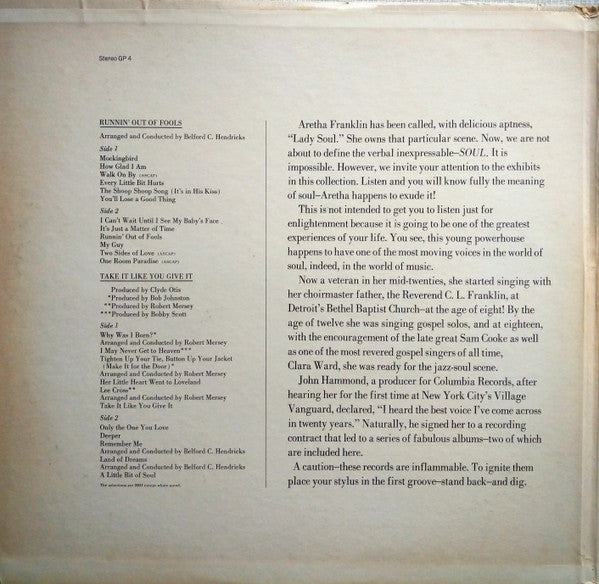 Stereo GP 4
RUNNIN' OUT OF FOOLS
Arranged and Conducted by Belford C. Hendricks
Side 1
Mockingbird
How Glad I Am
Walk On By (ASCAP)
Every Little Bit Hurts
The Shoop Shoop Song (It's in His Kiss)
You'll Lose a Good Thing
Side 2
I Can't Wait Until I See My Baby's Face
It's Just a Matter of Time
Runnin' Out of Fools
My Guy
Two Sides of Love (ASCAP)
One Room Paradise (ASCAP)
TAKE IT LIKE YOU GIVE IT
Produced by Clyde Otis
*Produced by Bob Johnston
**Produced by Robert Mersey
***Produced by Bobby Scott
Side 1
Why Was I Born?*
Arranged and Conducted by Robert Mersey
I May Never Get to Heaven***
Tighten Up Your Tie, Button Up Your Jacket
(Make It for the Door)*
Arranged and Conducted by Robert Mersey
Her Little Heart Went to Loveland
Lee Cross**
Arranged and Conducted by Robert Mersey
Take It Like You Give It
Side 2
Only the One You Love
Deeper
Remember Me
Arranged and Conducted by Belford C. Hendricks
Land of Dreams
Arranged and Conducted by Belford C. Hendricks
A Little Bit of Soul
The selections are BMI except where noted.
Aretha Franklin has been called, with delicious aptness,
"Lady Soul." She owns that particular scene. Now, we are not
about to define the verbal inexpressable—SOUL. It is
impossible. However, we invite your attention to the exhibits
in this collection. Listen and you will know fully the meaning
of soul—Aretha happens to exude it!
This is not intended to get you to listen just for
enlightenment because it is going to be one of the greatest
experiences of your life. You see, this young powerhouse
happens to have one of the most moving voices in the world of
soul, indeed, in the world of music.
Now a veteran in her mid-twenties, she started singing with
her choirmaster father, the Reverend C. L. Franklin, at
Detroit's Bethel Baptist Church—at the age of eight! By the
age of twelve she was singing gospel solos, and at eighteen,
with the encouragement of the late great Sam Cooke as well
as one of the most revered gospel singers of all time,
Clara Ward, she was ready for the jazz-soul scene.
John Hammond, a producer for Columbia Records, after
hearing her for the first time at New York City's Village
Vanguard, declared, "I heard the best voice I've come across
in twenty years." Naturally, he signed her to a recording
contract that led to a series of fabulous albums—two of which
are included here.
A caution—these records are inflammable. To ignite them
place your stylus in the first groove—stand back—and dig.